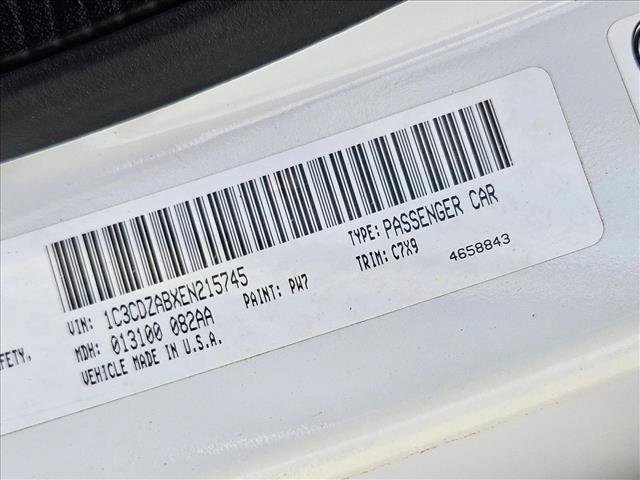 VIN: 1C3CDZABXEN215745
TYPE: PASSENGER CAR
MDH: 013100 082AA
PAINT: PW7
TRIM: C7X9
VEHICLE MADE IN U.S.A.
4658843
FETY,